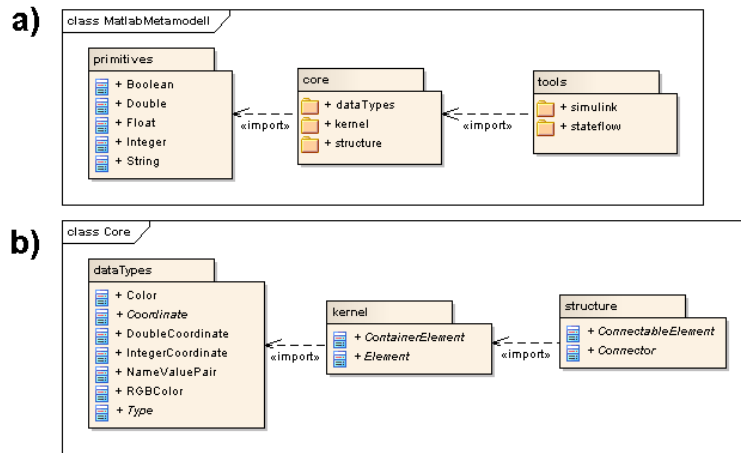 a)
class MatlabMetamodell
primitives
+ Boolean
+ Double
+ Float
+ Integer
+ String
«import»
core
+ dataTypes
+ kernel
+ structure
«import»
tools
+ simulink
+ stateflow
b)
class Core
dataTypes
+ Color
+ Coordinate
+ DoubleCoordinate
+ IntegerCoordinate
+ NameValuePair
+ RGBColor
+ Type
«import»
kernel
+ ContainerElement
+ Element
«import»
structure
+ ConnectableElement
+ Connector